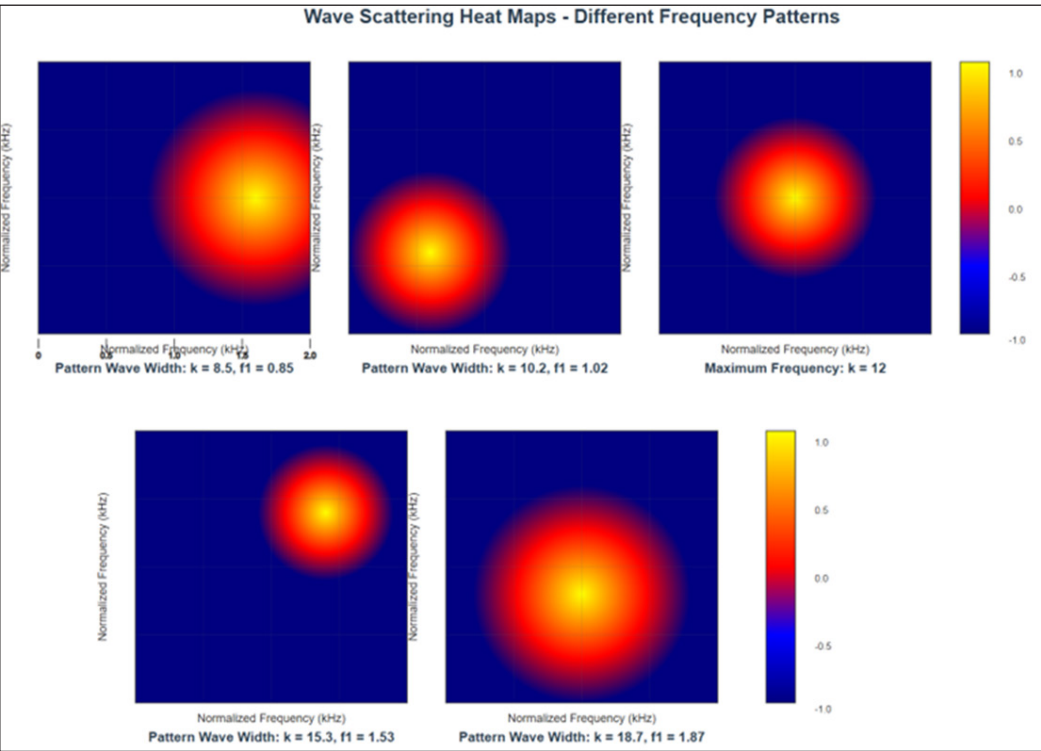 Wave Scattering Heat Maps - Different Frequency Patterns
Normalized Frequency (kHz)
Normalized Frequency (kHz)
Normalized Frequency (kHz)
1.0
0.5
0.0
-0.5
-1.0
0 0.5 1.0 1.5 2.0
Normalized Frequency (kHz)
Normalized Frequency (kHz)
Normalized Frequency (kHz)
Pattern Wave Width: k = 8.5, f1 = 0.85
Pattern Wave Width: k = 10.2, f1 = 1.02
Maximum Frequency: k = 12
Normalized Frequency (kHz)
Normalized Frequency (kHz)
1.0
0.5
0.0
-0.5
-1.0
Normalized Frequency (kHz)
Normalized Frequency (kHz)
Pattern Wave Width: k = 15.3, f1 = 1.53
Pattern Wave Width: k = 18.7, f1 = 1.87